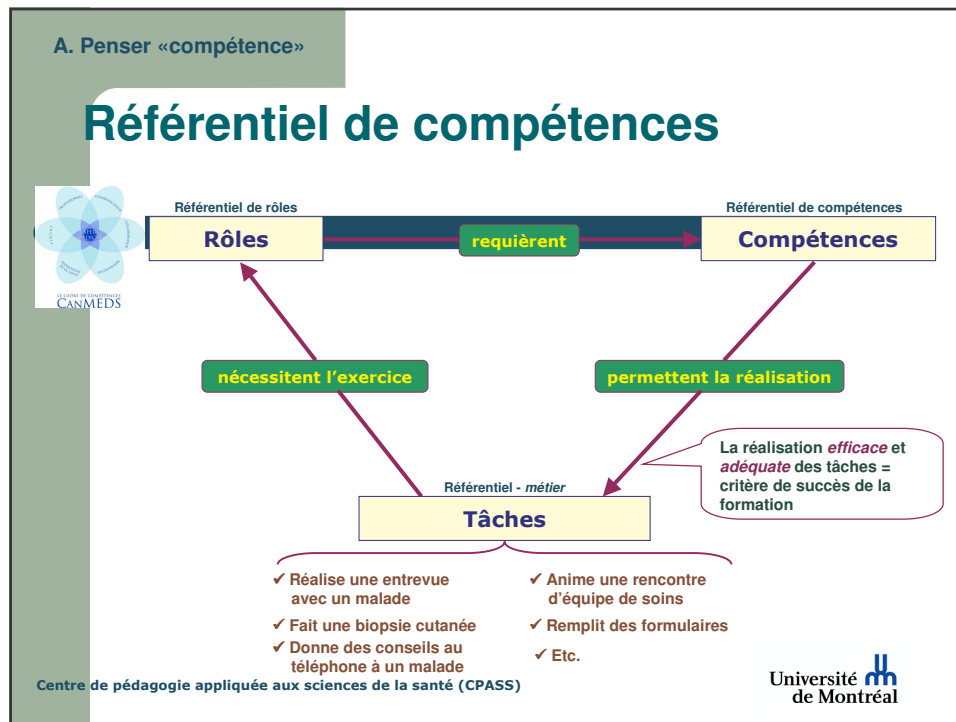 A. Penser «compétence»
Référentiel de compétences
LE CADRE DE COMPÉTENCES
CANMEDS
Référentiel de rôles
Rôles
requièrent
Référentiel de compétences
Compétences
nécessitent l'exercice
permettent la réalisation
La réalisation efficace et
adéquate des tâches =
critère de succès de la
formation
Référentiel - métier
Tâches
✓ Réalise une entrevue
avec un malade
✓ Fait une biopsie cutanée
✓ Donne des conseils au
téléphone à un malade
✓ Anime une rencontre
d'équipe de soins
✓ Remplit des formulaires
✓ Etc.
Centre de pédagogie appliquée aux sciences de la santé (CPASS)
Université
de Montréal